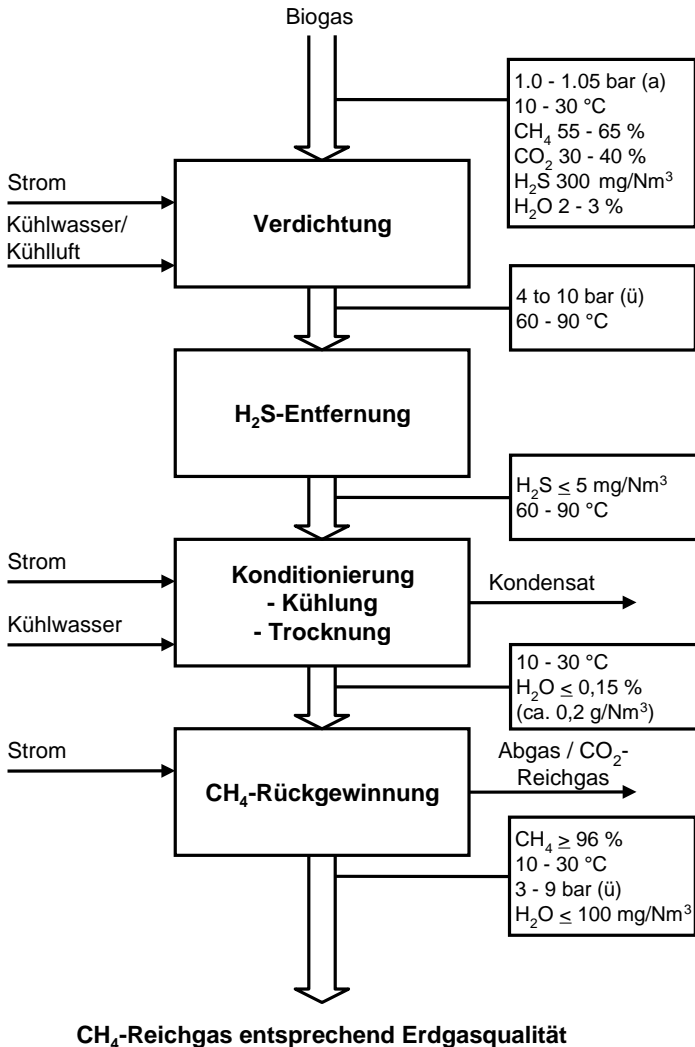 Biogas
1.0 - 1.05 bar (a)
10 - 30 °C
CH₄ 55 - 65 %
CO₂ 30 - 40 %
H₂S 300 mg/Nm³
H₂O 2 - 3 %
Strom
Kühlwasser/
Kühlluft
Verdichtung
4 to 10 bar (ü)
60 - 90 °C
H₂S-Entfernung
H₂S ≤ 5 mg/Nm³
60 - 90 °C
Strom
Kühlwasser
Konditionierung
- Kühlung
- Trocknung
Kondensat
10 - 30 °C
H₂O ≤ 0,15 %
(ca. 0,2 g/Nm³)
Strom
CH₄-Rückgewinnung
Abgas / CO₂-
Reichgas
CH₄ ≥ 96 %
10 - 30 °C
3 - 9 bar (ü)
H₂O ≤ 100 mg/Nm³
CH₄-Reichgas entsprechend Erdgasqualität